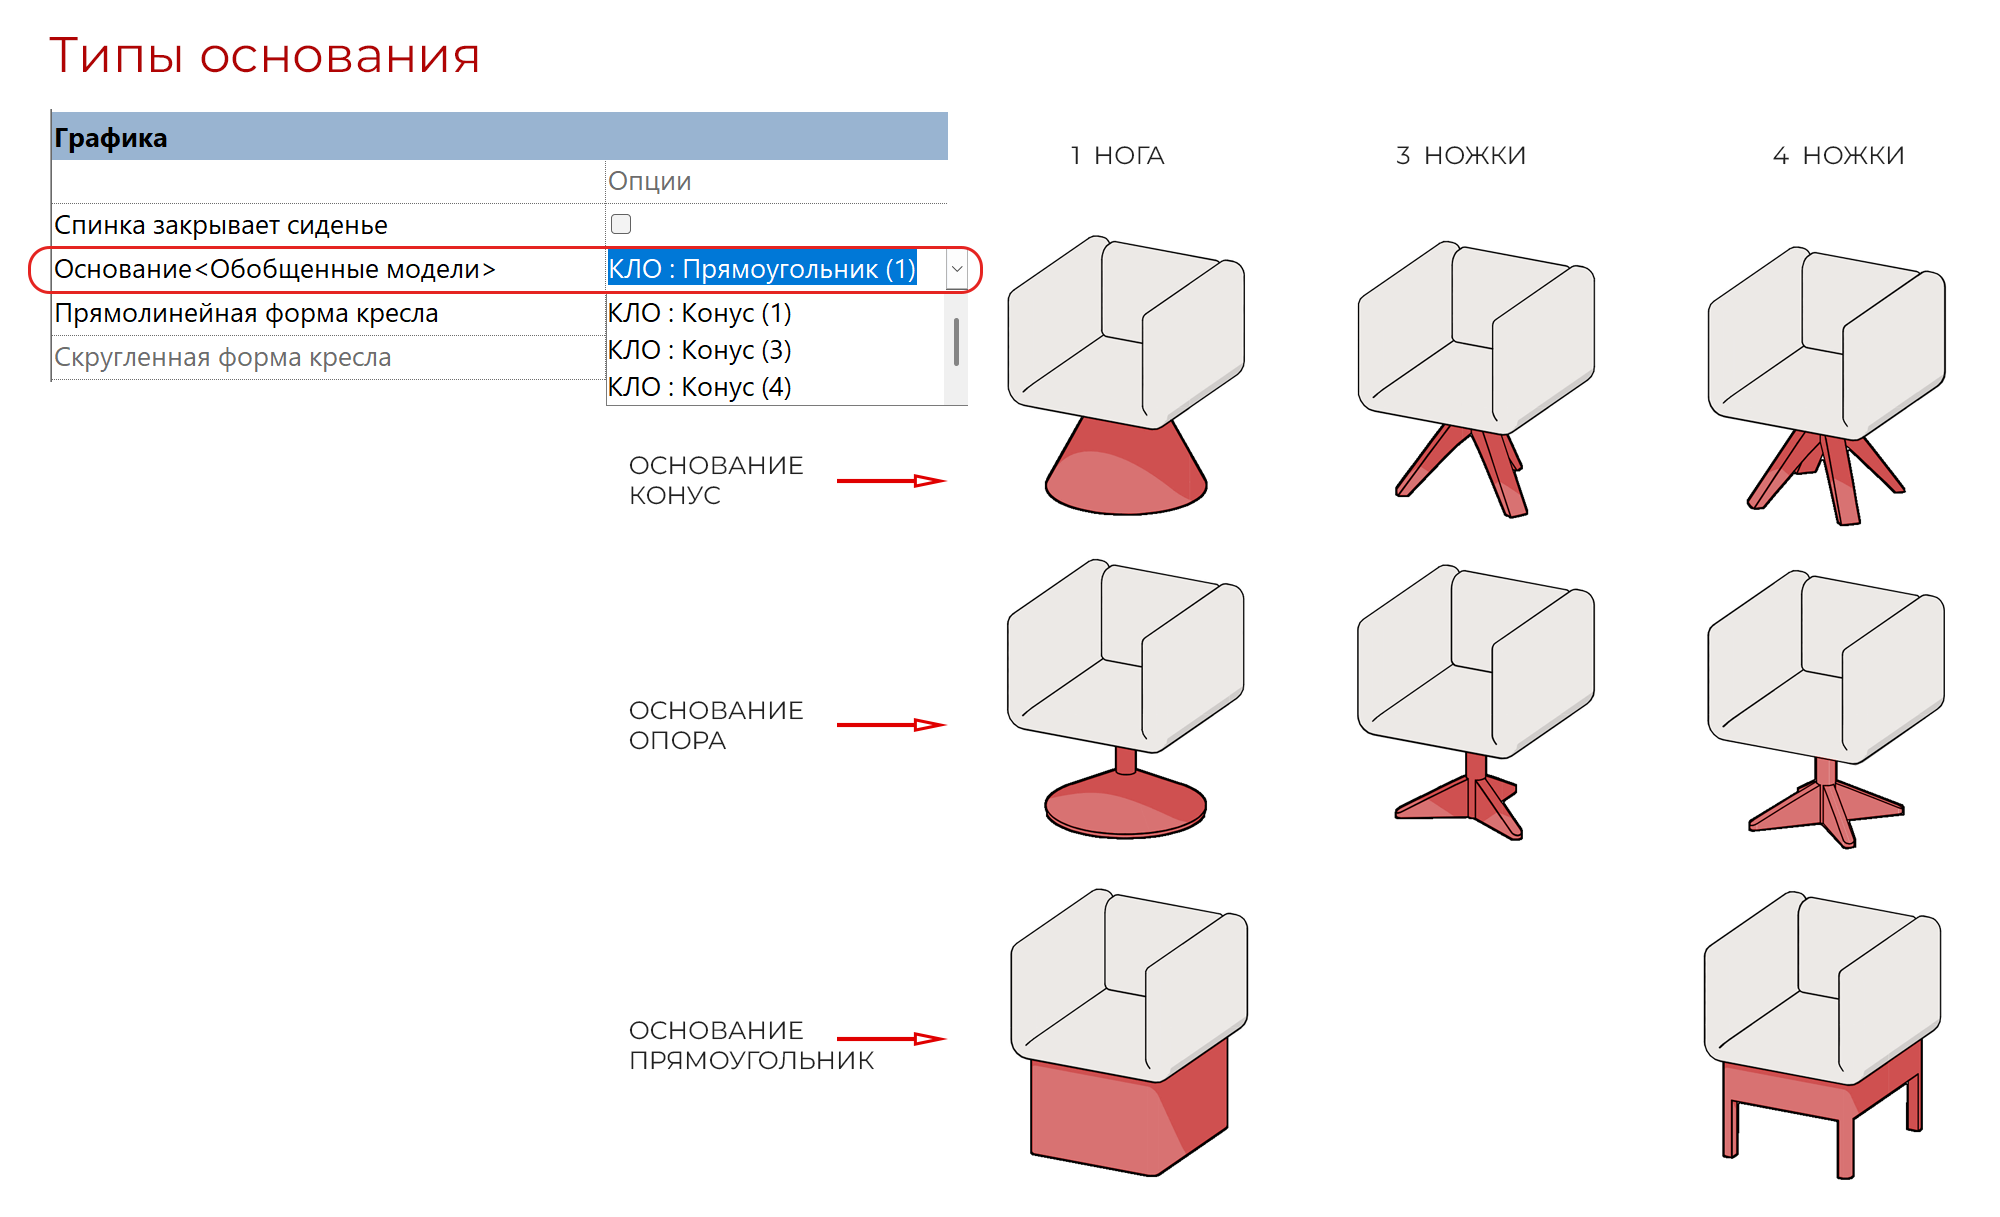 Типы основания
Графика
Опции
Спинка закрывает сиденье
Основание<Обобщенные модели> КЛО : Прямоугольник (1)
Прямолинейная форма кресла КЛО : Конус (1)
КЛО : Конус (3)
Скругленная форма кресла
КЛО : Конус (4)
1 НОГА 3 НОЖКИ 4 НОЖКИ
ОСНОВАНИЕ
КОНУС
ОСНОВАНИЕ
ОПОРА
ОСНОВАНИЕ
ПРЯМОУГОЛЬНИК